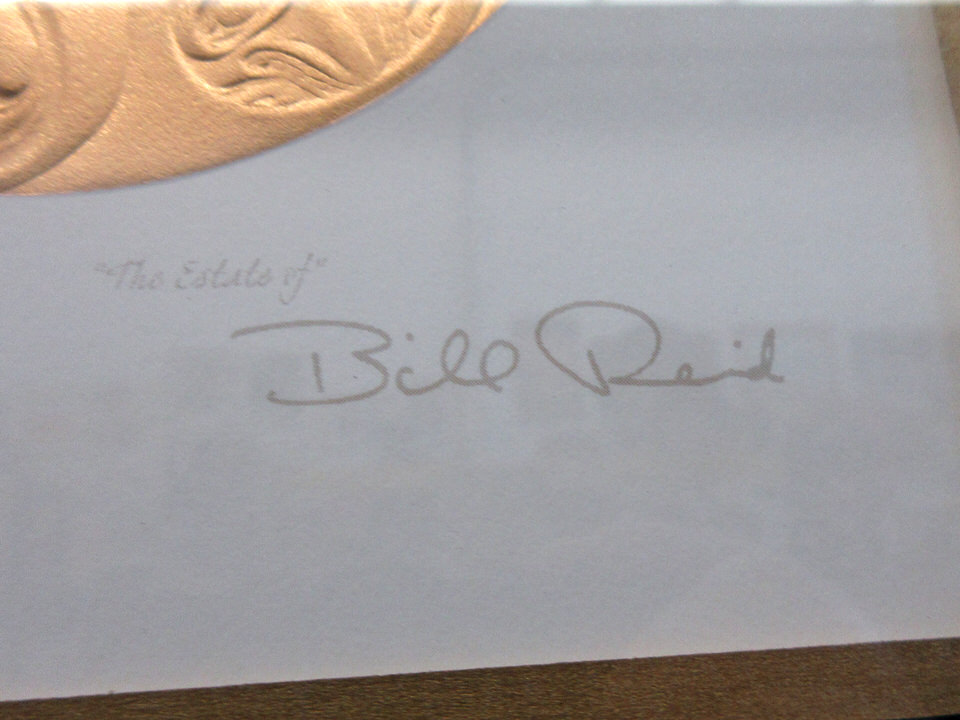 "The Estate of"
Bill Reid